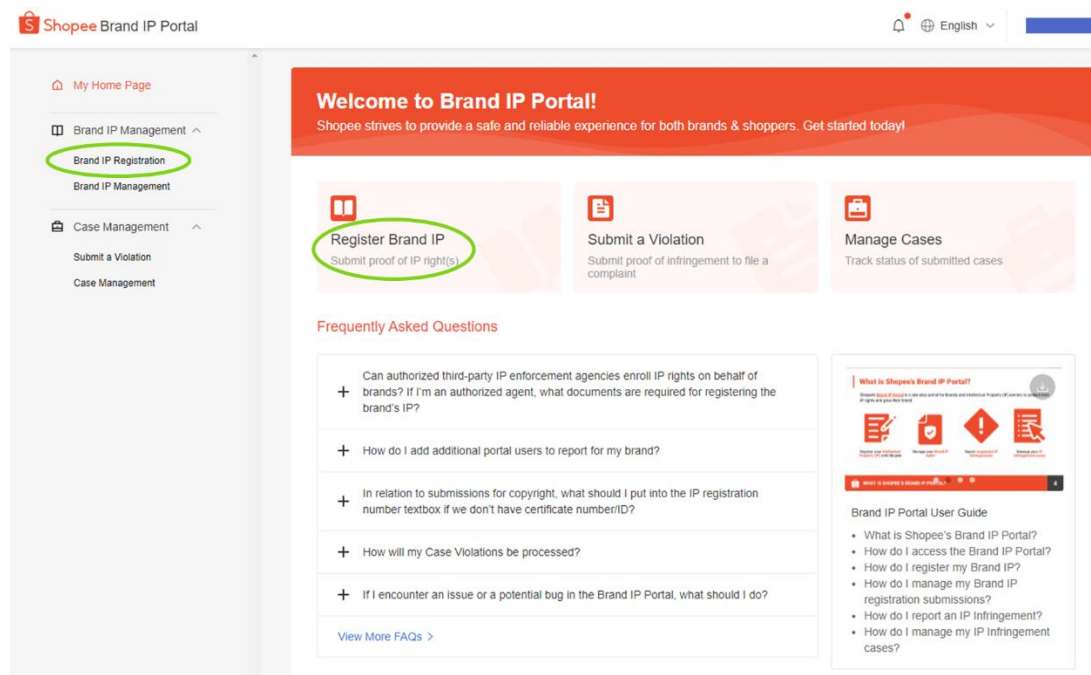 Shopee Brand IP Portal
English
My Home Page
Brand IP Management
Brand IP Registration
Brand IP Management
Case Management
Submit a Violation
Case Management
Welcome to Brand IP Portal!
Shopee strives to provide a safe and reliable experience for both brands & shoppers. Get started today!
Register Brand IP
Submit proof of IP right(s)
Submit a Violation
Submit proof of infringement to file a
complaint
Manage Cases
Track status of submitted cases
Frequently Asked Questions
Can authorized third-party IP enforcement agencies enroll IP rights on behalf of
brands? If I'm an authorized agent, what documents are required for registering the
brand's IP?
How do I add additional portal users to report for my brand?
In relation to submissions for copyright, what should I put into the IP registration
number textbox if we don't have certificate number/ID?
How will my Case Violations be processed?
If I encounter an issue or a potential bug in the Brand IP Portal, what should I do?
View More FAQs >
What is Shopee's Brand IP Portal?
WHAT IS SHOPEE'S BRAND IP PORTAL?
4
Brand IP Portal User Guide
• What is Shopee's Brand IP Portal?
• How do I access the Brand IP Portal?
• How do I register my Brand IP?
• How do I manage my Brand IP
registration submissions?
• How do I report an IP Infringement?
• How do I manage my IP Infringement
cases?